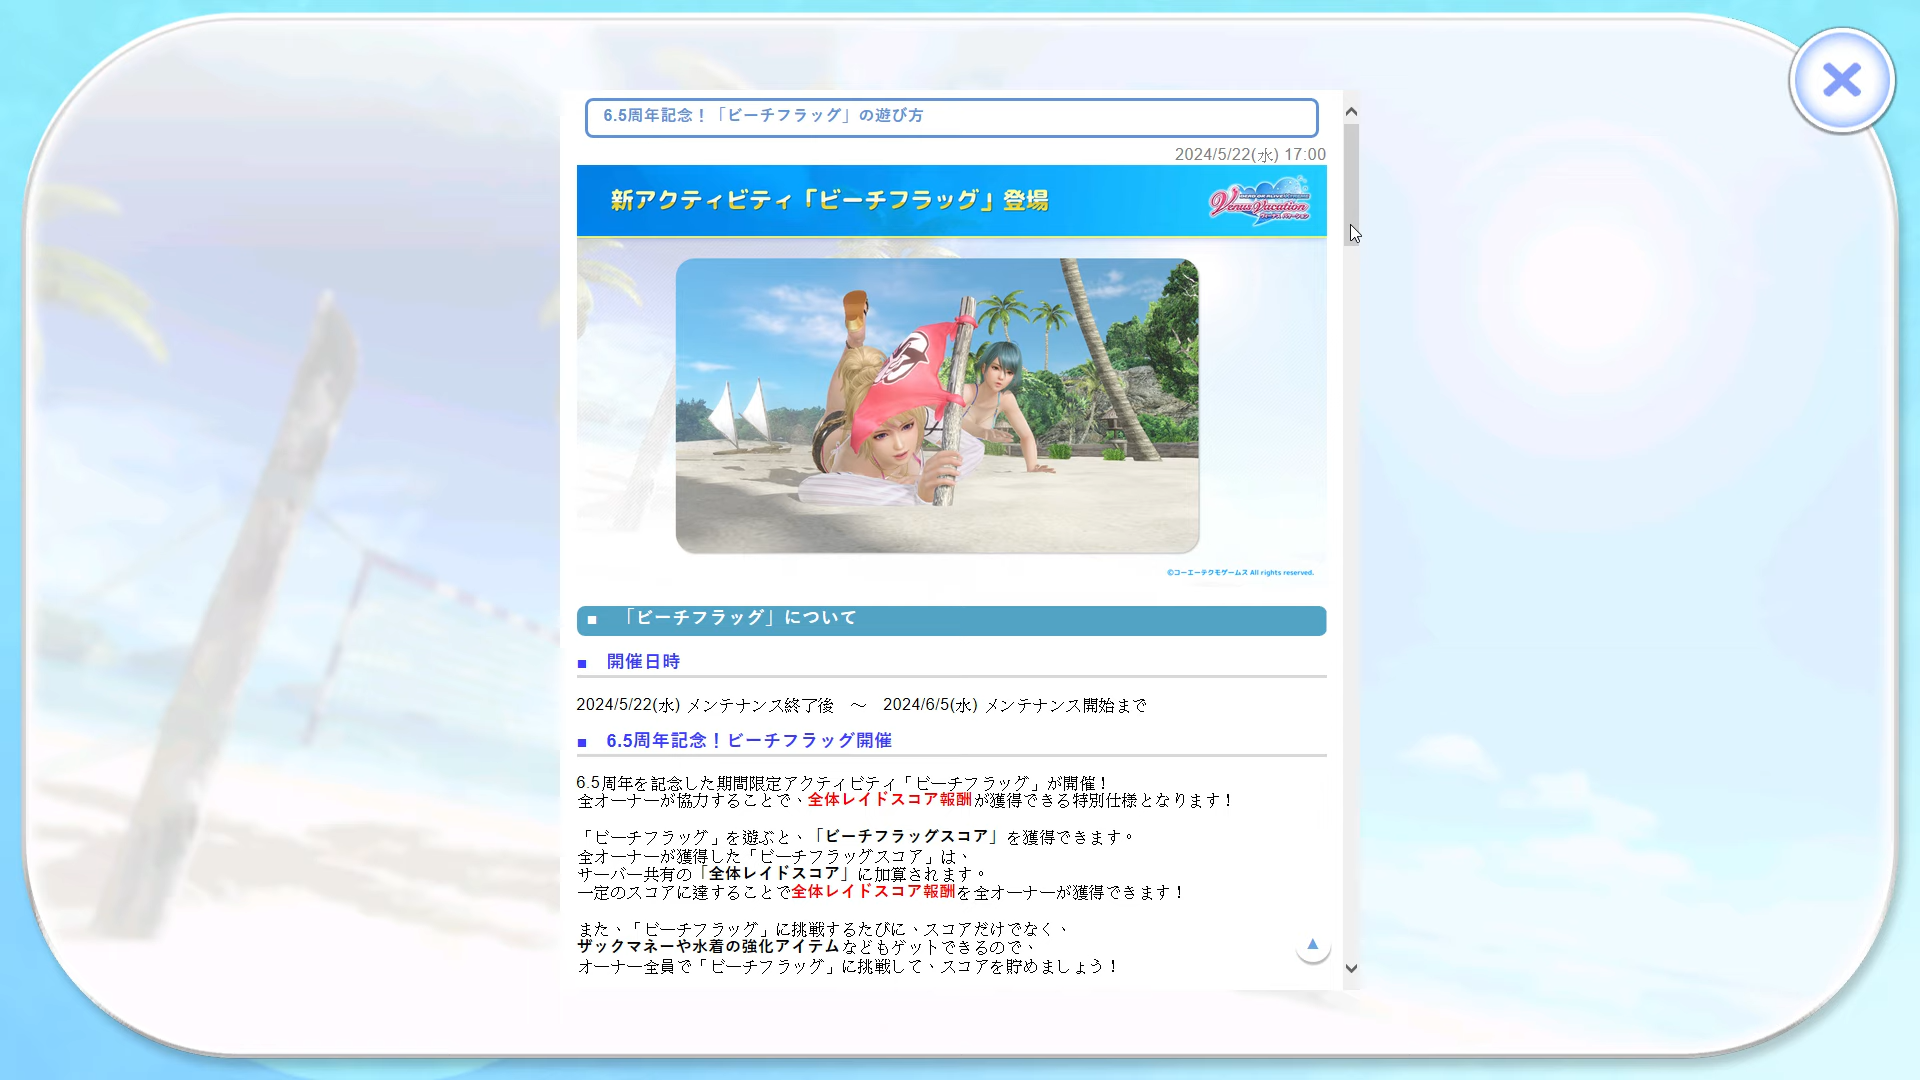 6.5周年記念！「ビーチフラッグ」の遊び方
2024/5/22(水) 17:00
新アクティビティ「ビーチフラッグ」登場
Venus Vacation
©コーエーテクモゲームス All rights reserved.
■ 「ビーチフラッグ」について
■ 開催日時
2024/5/22(水) メンテナンス終了後 ～ 2024/6/5(水) メンテナンス開始まで
■ 6.5周年記念！ビーチフラッグ開催
6.5周年を記念した期間限定アクティビティ「ビーチフラッグ」が開催！
全オーナーが協力することで、全体レイドスコア報酬が獲得できる特別仕様となります！
「ビーチフラッグ」を遊ぶと、「ビーチフラッグスコア」を獲得できます。
全オーナーが獲得した「ビーチフラッグスコア」は、
サーバー共有の「全体レイドスコア」に加算されます。
一定のスコアに達することで全体レイドスコア報酬を全オーナーが獲得できます！
また、「ビーチフラッグ」に挑戦するたびに、スコアだけでなく、
ザックマネーや水着の強化アイテムなどもゲットできるので、
オーナー全員で「ビーチフラッグ」に挑戦して、スコアを貯めましょう！